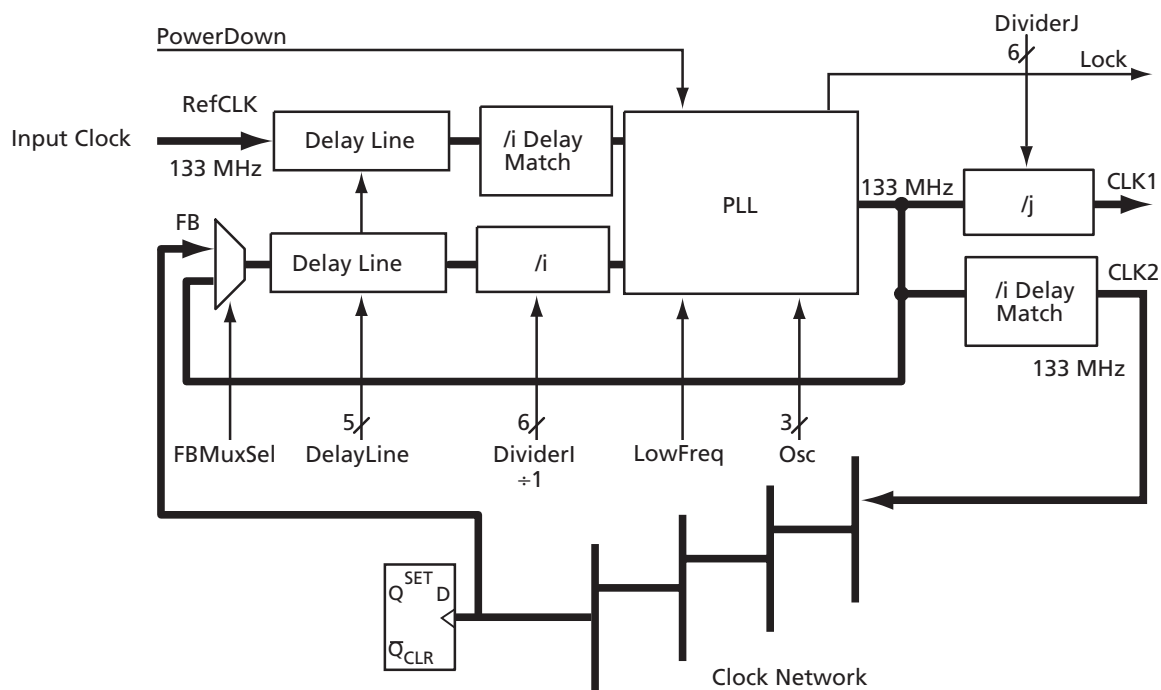 PowerDown
DividerJ
6
Lock
RefCLK
Input Clock
133 MHz
Delay Line
/i Delay
Match
PLL
133 MHz
/j
CLK1
FB
Delay Line
/i
/i Delay
Match
CLK2
133 MHz
5
6
3
FBMuxSel
DelayLine
DividerI
÷1
LowFreq
Osc
SET
Q
D
Q̅
CLR
Clock Network